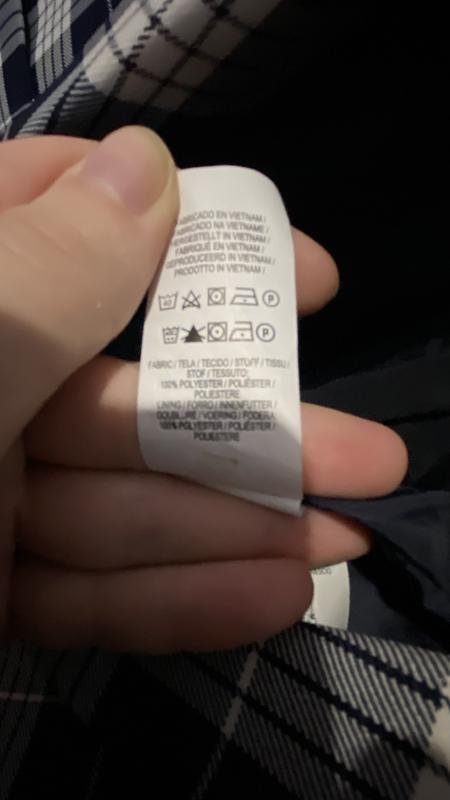 FABRICADO EN VIETNAM /
FABRICADO NA VIETNAME /
HERGESTELLT IN VIETNAM /
FABRIQUÉ EN VIETNAM /
GEPRODUCEERD IN VIETNAM /
PRODOTTO IN VIETNAM /
40
P
P
FABRIC / TELA / TECIDO / STOFF / TISSU /
STOF / TESSUTO:
100% POLYESTER / POLIÉSTER /
POLIESTERE
LINING / FORRO / INNENFUTTER /
DOUBLURE / VOERING / FODERA:
100% POLYESTER / POLIÉSTER /
POLIESTERE